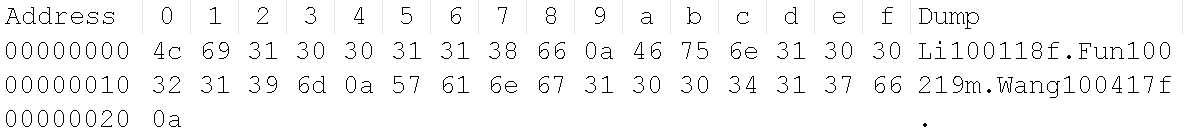 Address 0 1 2 3 4 5 6 7 8 9 a b c d e f Dump
00000000 4c 69 31 30 30 31 31 38 66 0a 46 75 6e 31 30 30 Li100118f.Fun100
00000010 32 31 39 6d 0a 57 61 6e 67 31 30 30 34 31 37 66 219m.Wang100417f
00000020 0a .